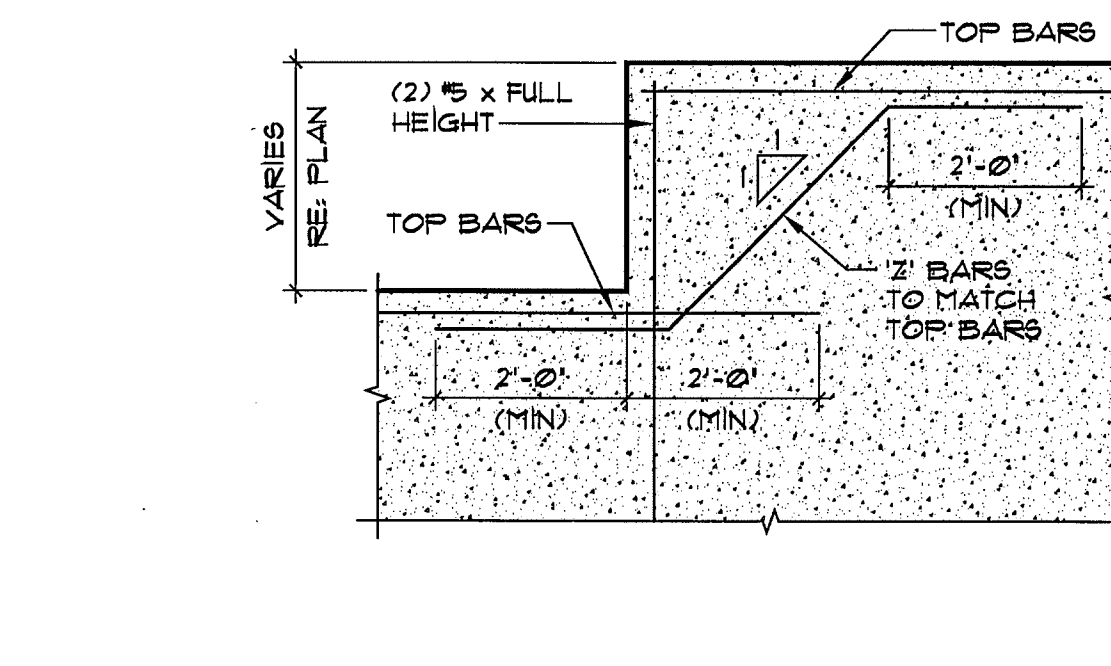 TOP BARS
(2) #5 x FULL
HEIGHT
VARIES
RE: PLAN
1
1
2'-0"
(MIN)
TOP BARS
'Z' BARS
TO MATCH
TOP BARS
2'-0"
(MIN)
2'-0"
(MIN)